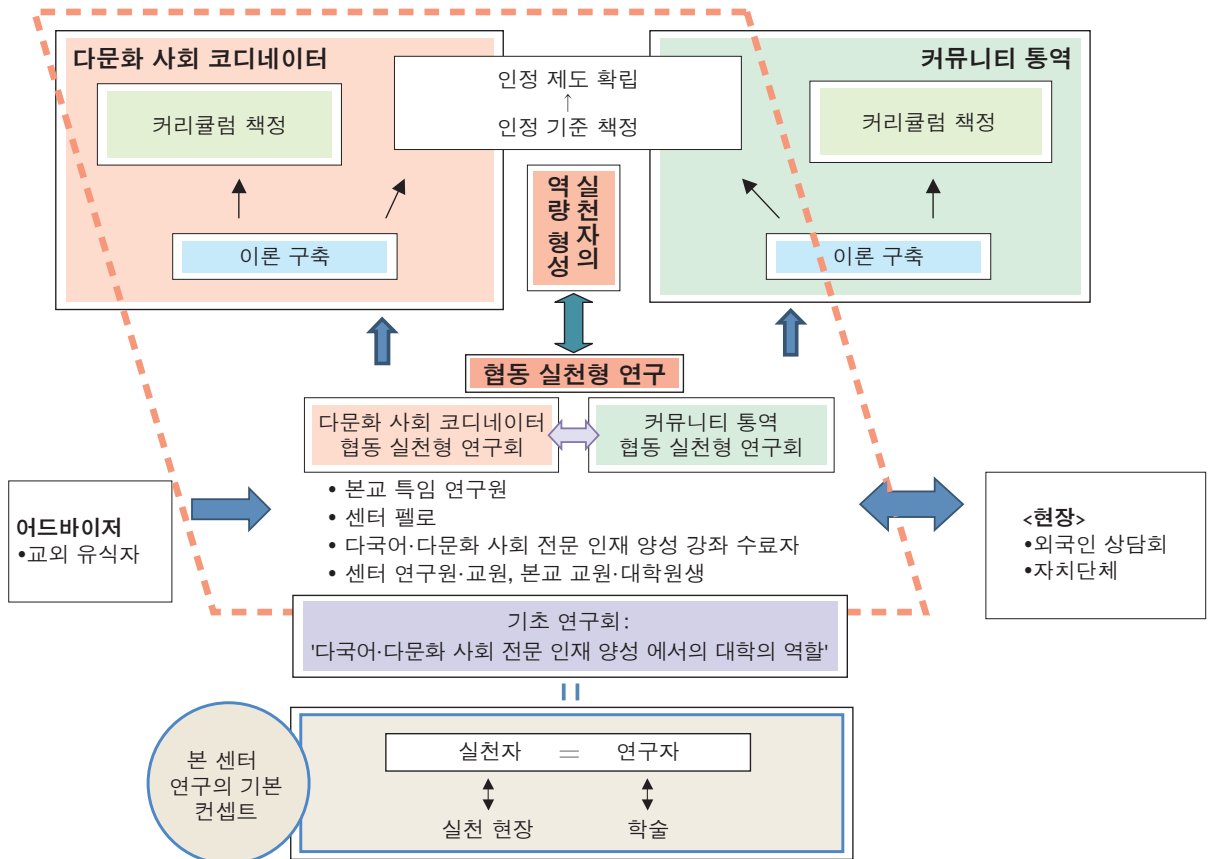 다문화 사회 코디네이터
커리큘럼 책정
이론 구축
인정 제도 확립
↑
인정 기준 책정
커뮤니티 통역
커리큘럼 책정
이론 구축
실천자의
역량 형성
협동 실천형 연구
다문화 사회 코디네이터
협동 실천형 연구회
커뮤니티 통역
협동 실천형 연구회
• 본교 특임 연구원
• 센터 펠로
• 다국어·다문화 사회 전문 인재 양성 강좌 수료자
• 센터 연구원·교원, 본교 교원·대학원생
어드바이저
•교외 유식자
<현장>
•외국인 상담회
•자치단체
기초 연구회:
'다국어·다문화 사회 전문 인재 양성 에서의 대학의 역할'
본 센터
연구의 기본
컨셉트
실천자 = 연구자
실천 현장 학술